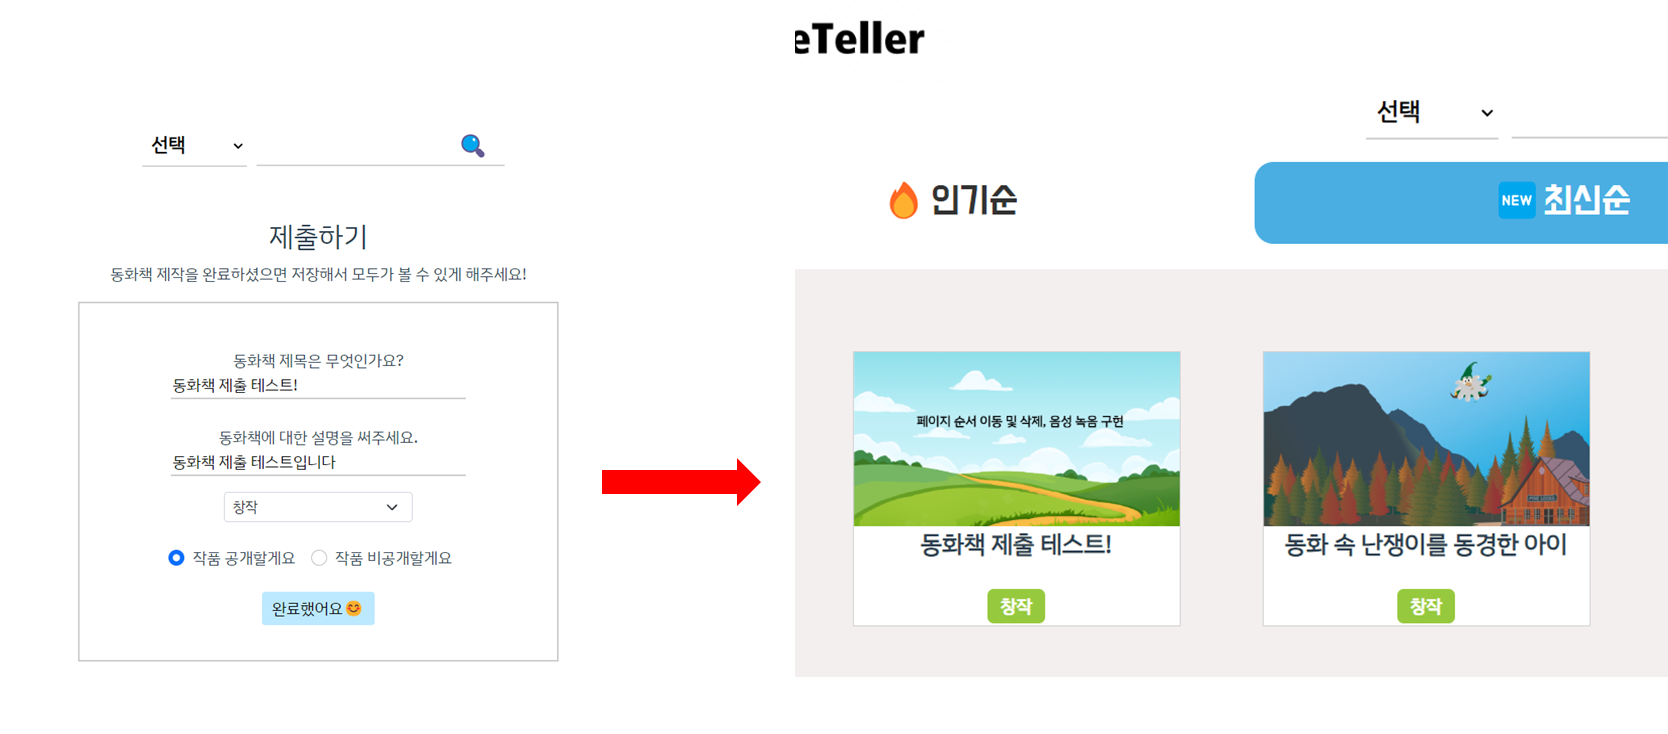 선택
제출하기
동화책 제작을 완료하셨으면 저장해서 모두가 볼 수 있게 해주세요!
동화책 제목은 무엇인가요?
동화책 제출 테스트!
동화책에 대한 설명을 써주세요.
동화책 제출 테스트입니다
창작
작품 공개할게요 작품 비공개할게요
완료했어요😊
eTeller
선택
인기순
NEW 최신순
페이지 순서 이동 및 삭제, 음성 녹음 구현
동화책 제출 테스트!
창작
동화 속 난쟁이를 동경한 아이
창작